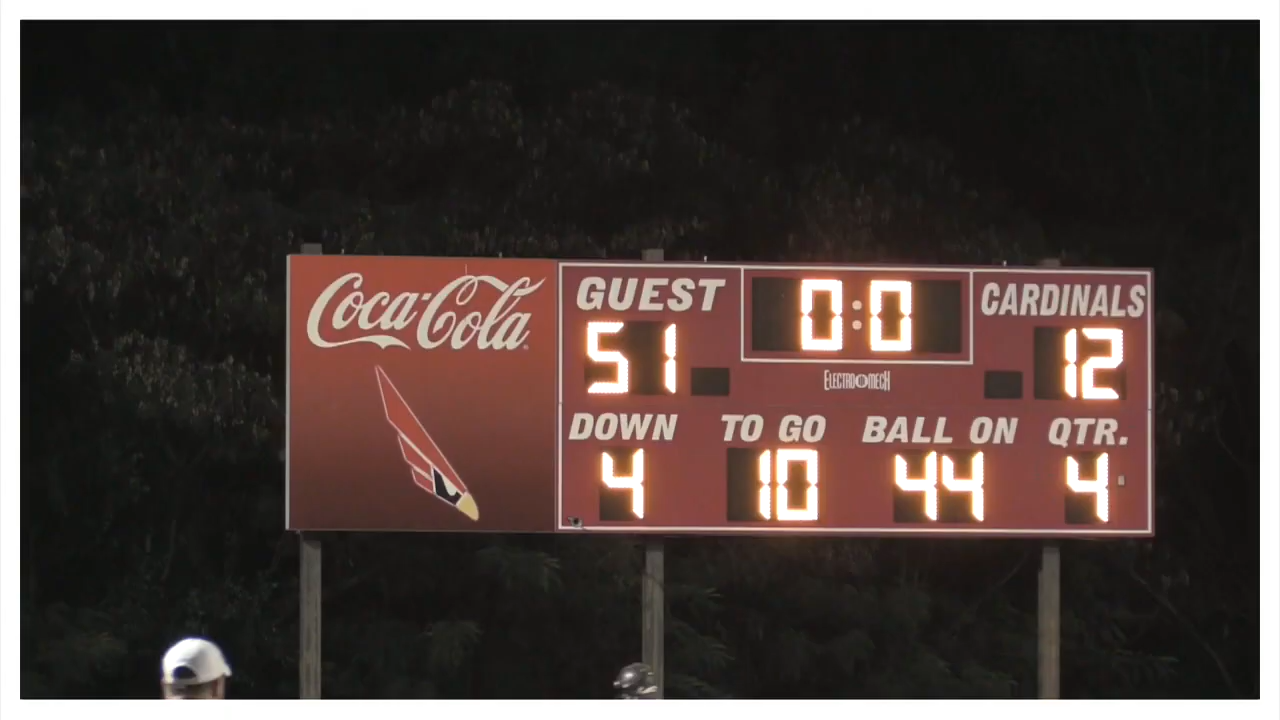 Coca-Cola
GUEST
0:0
CARDINALS
51
12
ELECTRO MECH
DOWN
TO GO
BALL ON
QTR.
4
10
44
4